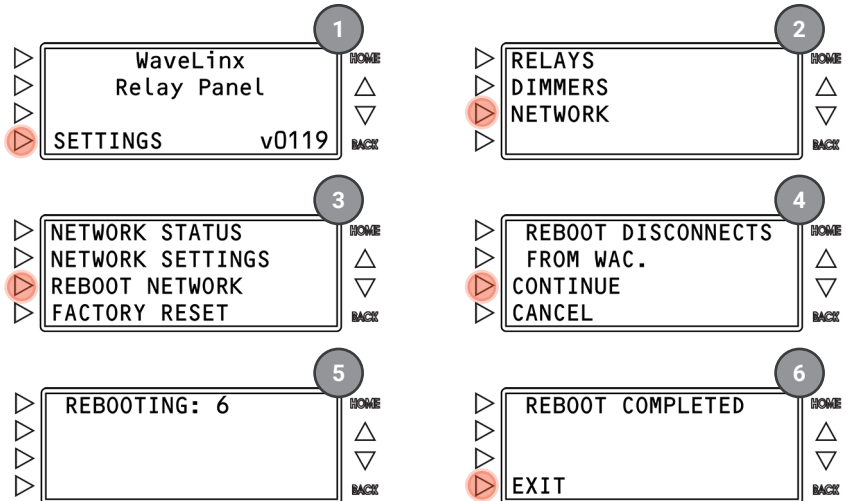 1
WaveLinx
Relay Panel
SETTINGS v0119
HOME
BACK
2
RELAYS
DIMMERS
NETWORK
HOME
BACK
3
NETWORK STATUS
NETWORK SETTINGS
REBOOT NETWORK
FACTORY RESET
HOME
BACK
4
REBOOT DISCONNECTS
FROM WAC.
CONTINUE
CANCEL
HOME
BACK
5
REBOOTING: 6
HOME
BACK
6
REBOOT COMPLETED
EXIT
HOME
BACK